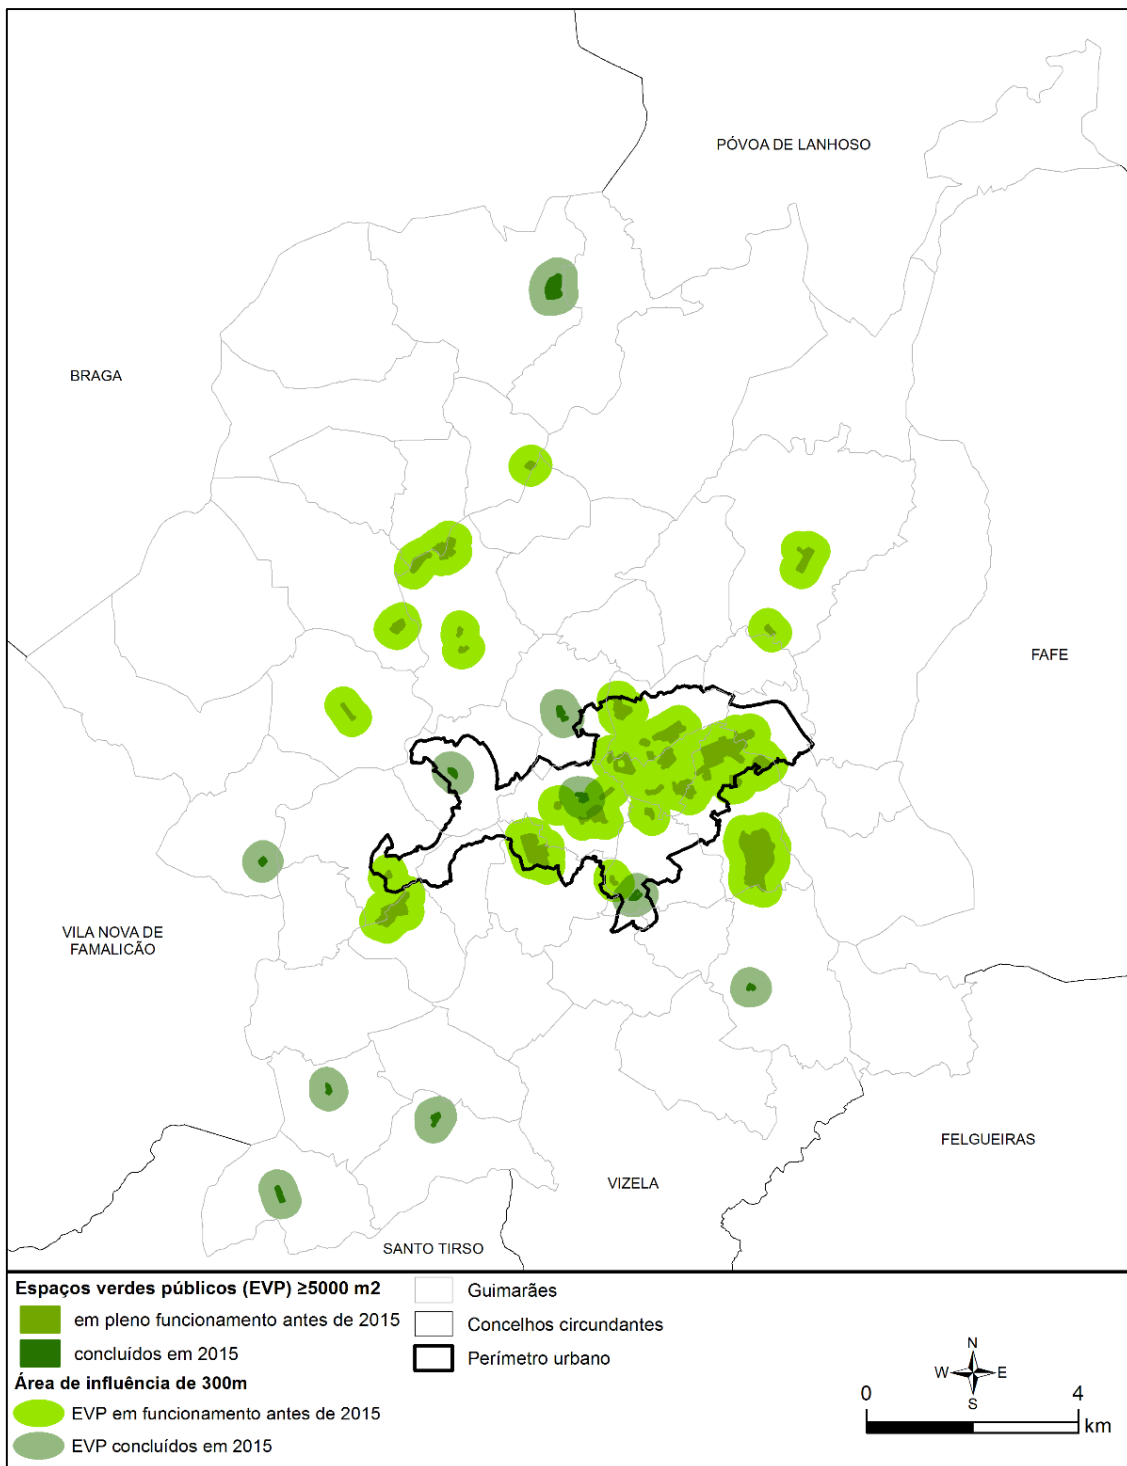 PÓVOA DE LANHOSO
BRAGA
FAFE
VILA NOVA DE
FAMALICÃO
FELGUEIRAS
VIZELA
SANTO TIRSO
Espaços verdes públicos (EVP) ≥5000 m2
em pleno funcionamento antes de 2015
concluídos em 2015
Área de influência de 300m
EVP em funcionamento antes de 2015
EVP concluídos em 2015
Guimarães
Concelhos circundantes
Perímetro urbano
N
W E
S
0 4
km